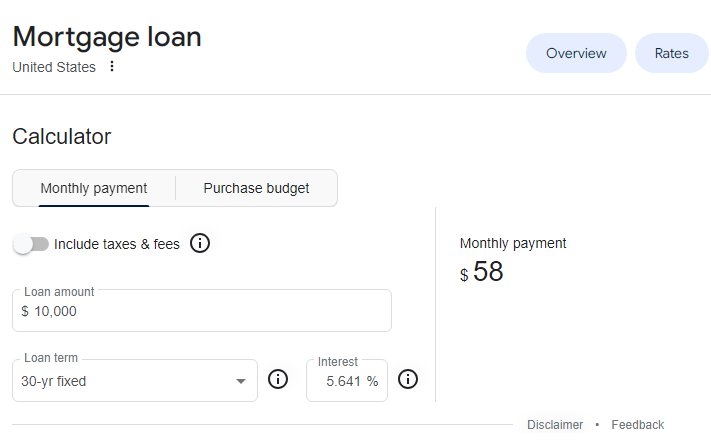 Mortgage loan
United States
Overview
Rates
Calculator
Monthly payment
Purchase budget
Include taxes & fees
Loan amount
$ 10,000
Loan term
30-yr fixed
Interest
5.641 %
Monthly payment
$ 58
Disclaimer • Feedback